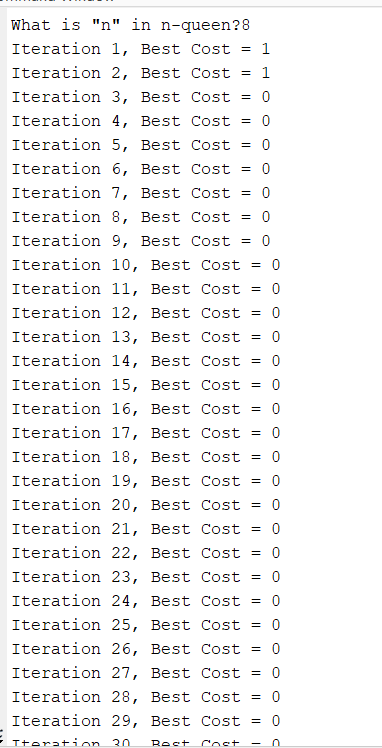 What is "n" in n-queen?8
Iteration 1, Best Cost = 1
Iteration 2, Best Cost = 1
Iteration 3, Best Cost = 0
Iteration 4, Best Cost = 0
Iteration 5, Best Cost = 0
Iteration 6, Best Cost = 0
Iteration 7, Best Cost = 0
Iteration 8, Best Cost = 0
Iteration 9, Best Cost = 0
Iteration 10, Best Cost = 0
Iteration 11, Best Cost = 0
Iteration 12, Best Cost = 0
Iteration 13, Best Cost = 0
Iteration 14, Best Cost = 0
Iteration 15, Best Cost = 0
Iteration 16, Best Cost = 0
Iteration 17, Best Cost = 0
Iteration 18, Best Cost = 0
Iteration 19, Best Cost = 0
Iteration 20, Best Cost = 0
Iteration 21, Best Cost = 0
Iteration 22, Best Cost = 0
Iteration 23, Best Cost = 0
Iteration 24, Best Cost = 0
Iteration 25, Best Cost = 0
Iteration 26, Best Cost = 0
Iteration 27, Best Cost = 0
Iteration 28, Best Cost = 0
Iteration 29, Best Cost = 0
Iteration 30, Best Cost = 0